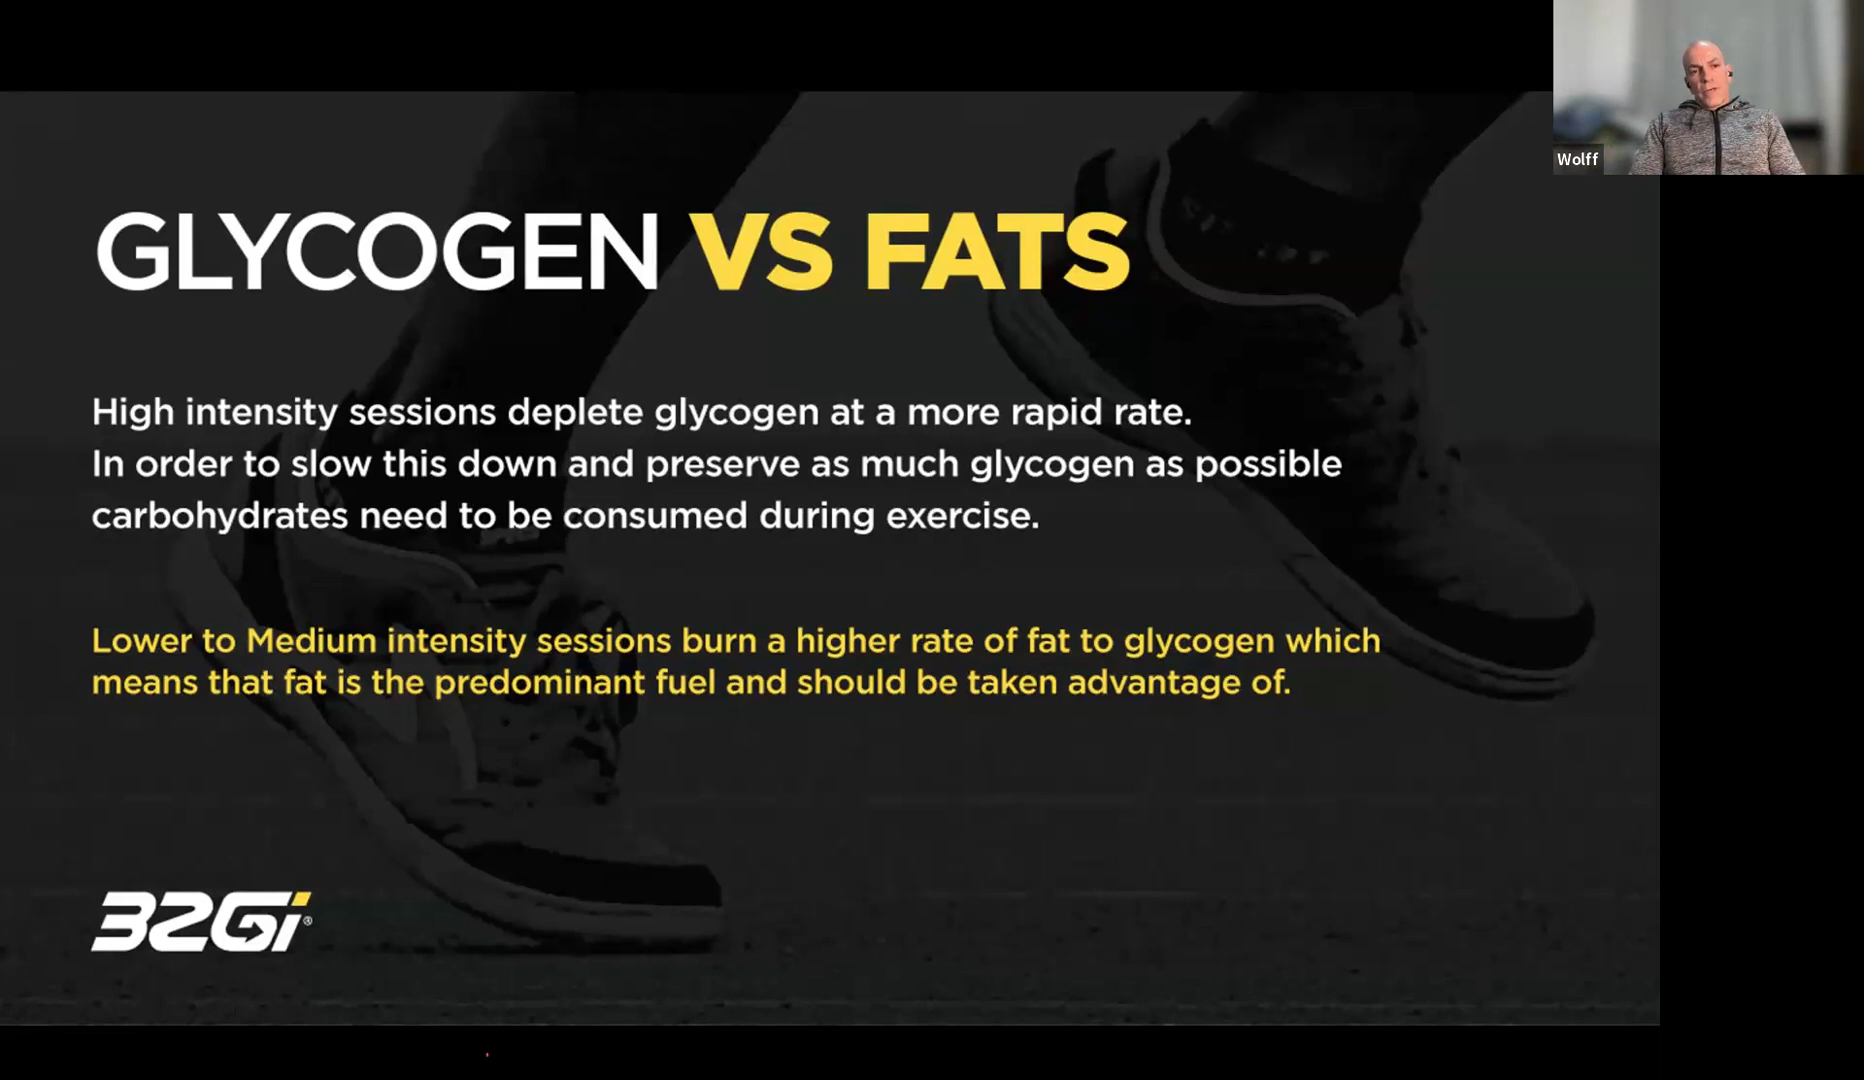 Wolff
GLYCOGEN VS FATS
High intensity sessions deplete glycogen at a more rapid rate.
In order to slow this down and preserve as much glycogen as possible
carbohydrates need to be consumed during exercise.
Lower to Medium intensity sessions burn a higher rate of fat to glycogen which
means that fat is the predominant fuel and should be taken advantage of.
32Gi®